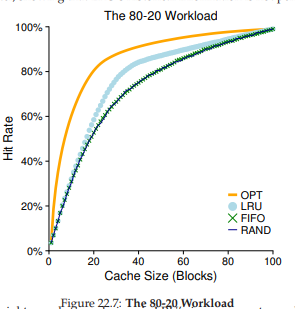 The 80-20 Workload
100%
80%
60%
40%
20%
0%
Hit Rate
0 20 40 60 80 100
Cache Size (Blocks)
OPT
LRU
FIFO
RAND
Figure 22.7: The 80-20 Workload